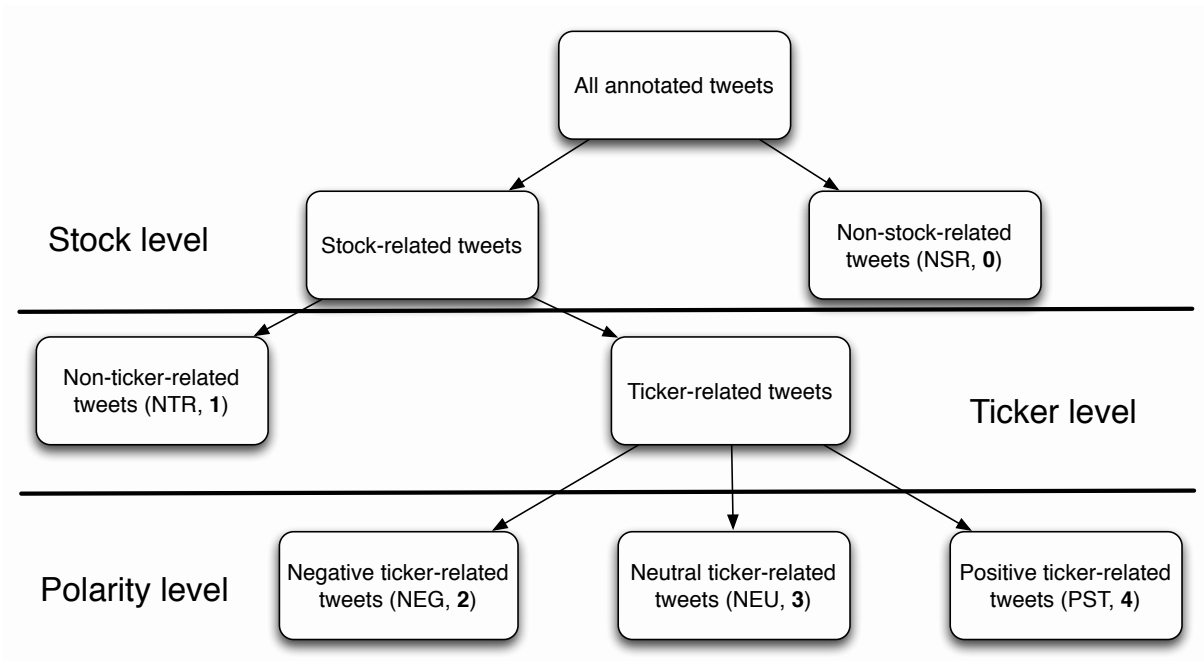 All annotated tweets
Stock level
Stock-related tweets
Non-stock-related
tweets (NSR, 0)
Non-ticker-related
tweets (NTR, 1)
Ticker-related tweets
Ticker level
Polarity level
Negative ticker-related
tweets (NEG, 2)
Neutral ticker-related
tweets (NEU, 3)
Positive ticker-related
tweets (PST, 4)